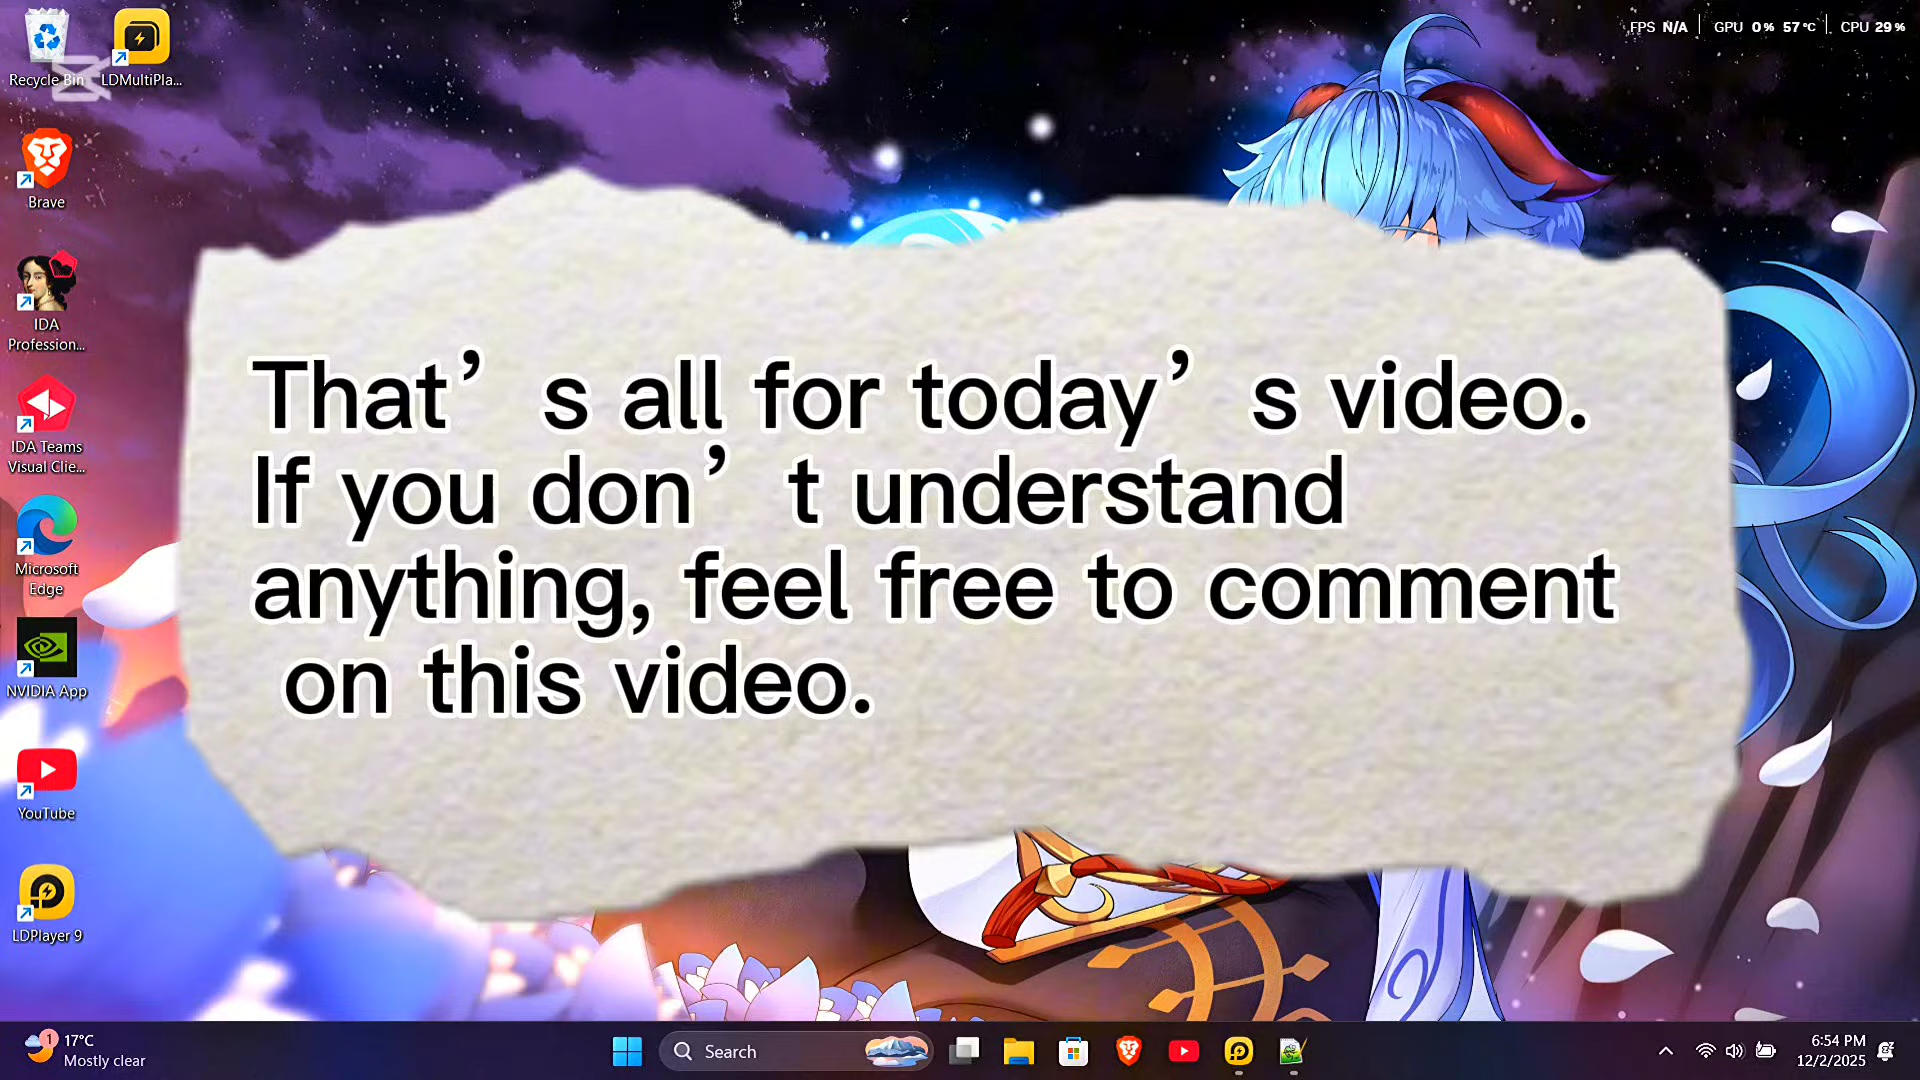 FPS N/A | GPU 0% 57°C | CPU 29%
Recycle Bin
LDMultiPla...
Brave
IDA
Profession...
IDA Teams
Visual Clie...
Microsoft
Edge
NVIDIA App
YouTube
LDPlayer 9
That’s all for today’s video.
If you don’t understand
anything, feel free to comment
on this video.
1
17°C
Mostly clear
Search
6:54 PM
12/2/2025